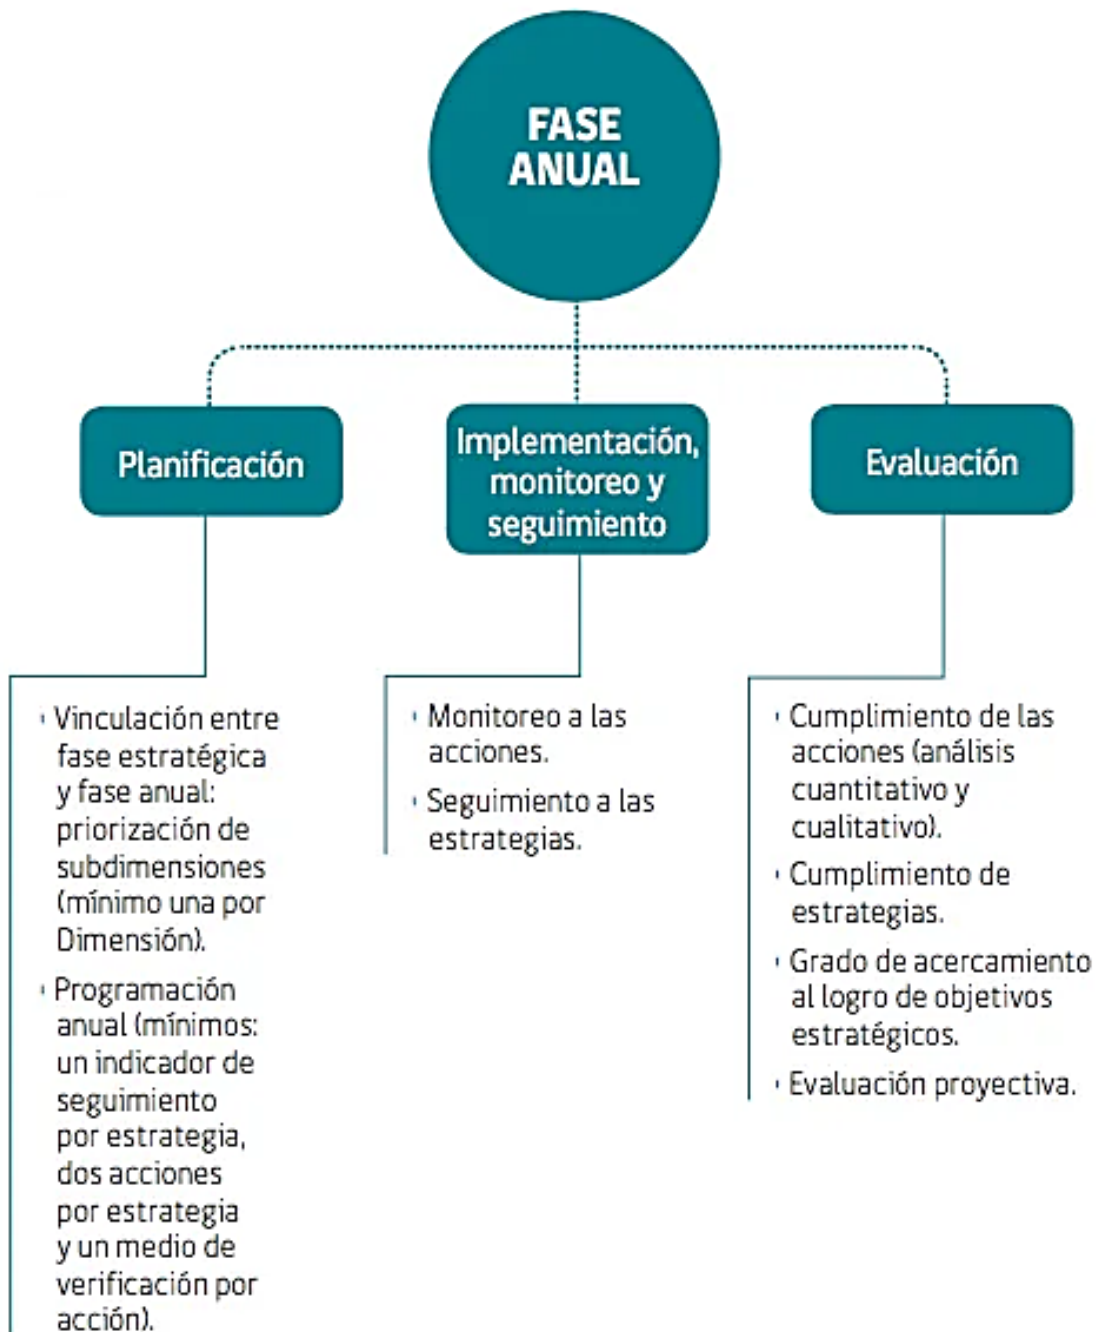 FASE
ANUAL
Planificación
Implementación,
monitoreo y
seguimiento
Evaluación
Vinculación entre
fase estratégica
y fase anual:
priorización de
subdimensiones
(mínimo una por
Dimensión).
Programación
anual (mínimos:
un indicador de
seguimiento
por estrategia,
dos acciones
por estrategia
y un medio de
verificación por
acción).
Monitoreo a las
acciones.
Seguimiento a las
estrategias.
Cumplimiento de las
acciones (análisis
cuantitativo y
cualitativo).
Cumplimiento de
estrategias.
Grado de acercamiento
al logro de objetivos
estratégicos.
Evaluación proyectiva.